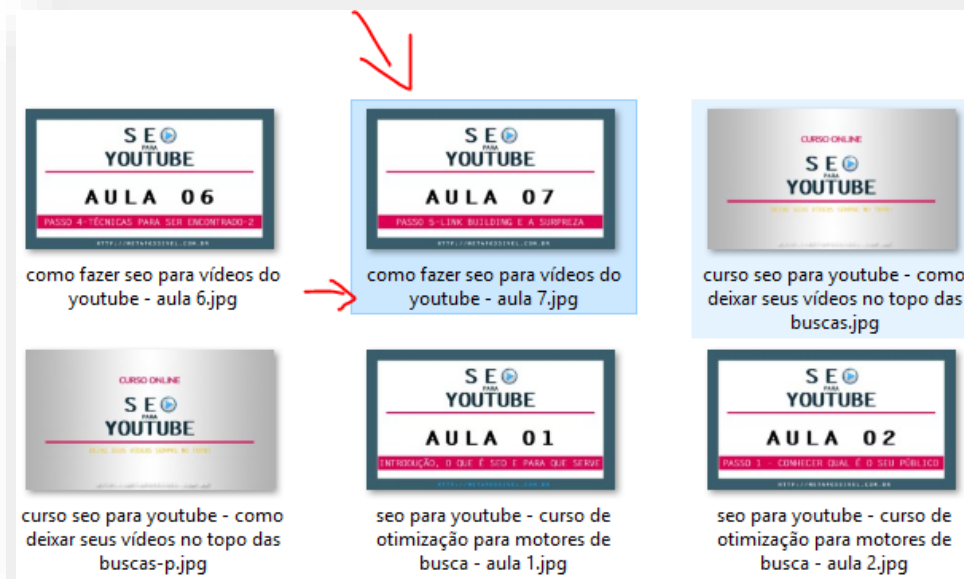 SEO
PARA
YOUTUBE
AULA 06
PASSO 4-TÉCNICAS PARA SER ENCONTRADO-2
como fazer seo para vídeos do
youtube - aula 6.jpg
SEO
PARA
YOUTUBE
AULA 07
PASSO 5-LINK BUILDING E A SURPREZA
como fazer seo para vídeos do
youtube - aula 7.jpg
CURSO ONLINE
SEO
PARA
YOUTUBE
curso seo para youtube - como
deixar seus vídeos no topo das
buscas.jpg
CURSO ONLINE
SEO
PARA
YOUTUBE
curso seo para youtube - como
deixar seus vídeos no topo das
buscas-p.jpg
SEO
PARA
YOUTUBE
AULA 01
INTRODUÇÃO, O QUE É SEO E PARA QUE SERVE
seo para youtube - curso de
otimização para motores de
busca - aula 1.jpg
SEO
PARA
YOUTUBE
AULA 02
PASSO 1 - CONHECER QUAL É O SEU PÚBLICO
seo para youtube - curso de
otimização para motores de
busca - aula 2.jpg